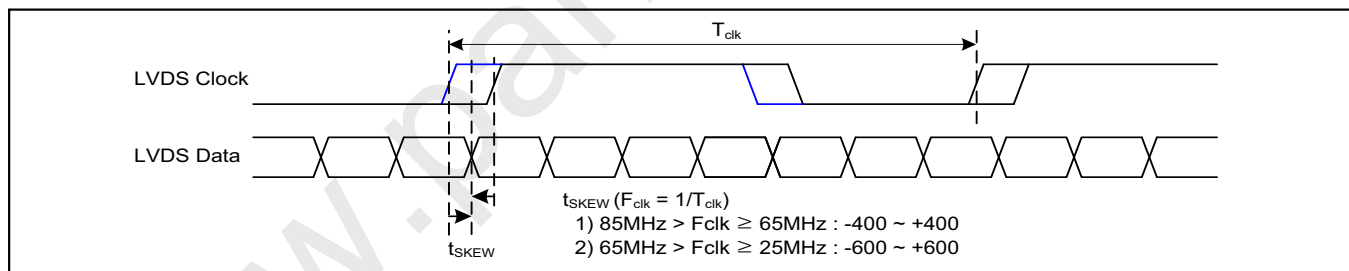 T_clk
LVDS Clock
LVDS Data
t_SKEW (F_clk = 1/T_clk)
1) 85MHz > Fclk ≥ 65MHz : -400 ~ +400
2) 65MHz > Fclk ≥ 25MHz : -600 ~ +600
t_SKEW